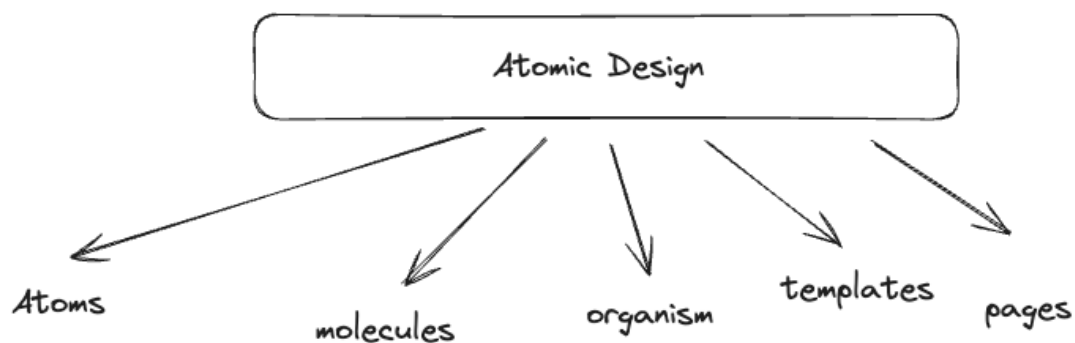 Atomic Design
Atoms
molecules
organism
templates
pages